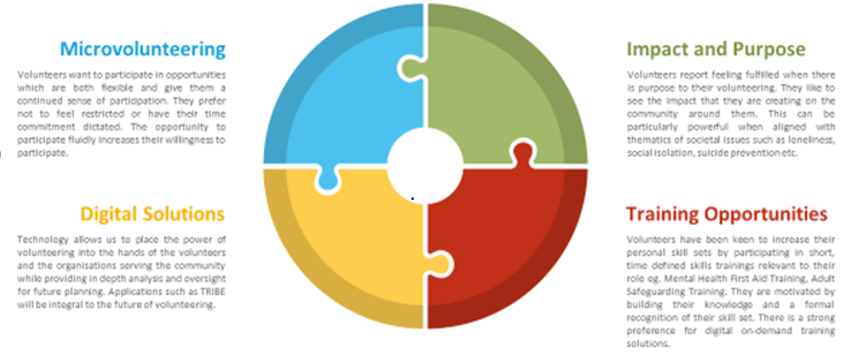 Microvolunteering
Volunteers want to participate in opportunities
which are both flexible and give them a
continued sense of participation. They prefer
not to feel restricted or have their time
commitment dictated. The opportunity to
participate fluidly increases their willingness to
participate.
Impact and Purpose
Volunteers report feeling fulfilled when there
is purpose to their volunteering. They like to
see the impact that they are creating on the
community around them. This can be
particularly powerful when aligned with
thematics of societal issues such as loneliness,
social isolation, suicide prevention etc.
Digital Solutions
Technology allows us to place the power of
volunteering into the hands of the volunteers
and the organisations serving the community
while providing in depth analysis and oversight
for future planning. Applications such as TRIBE
will be integral to the future of volunteering.
Training Opportunities
Volunteers have been keen to increase their
personal skill sets by participating in short,
time defined skills trainings relevant to their
role eg. Mental Health First Aid Training, Adult
Safeguarding Training. They are motivated by
building their knowledge and a formal
recognition of their skill set. There is a strong
preference for digital on-demand training
solutions.